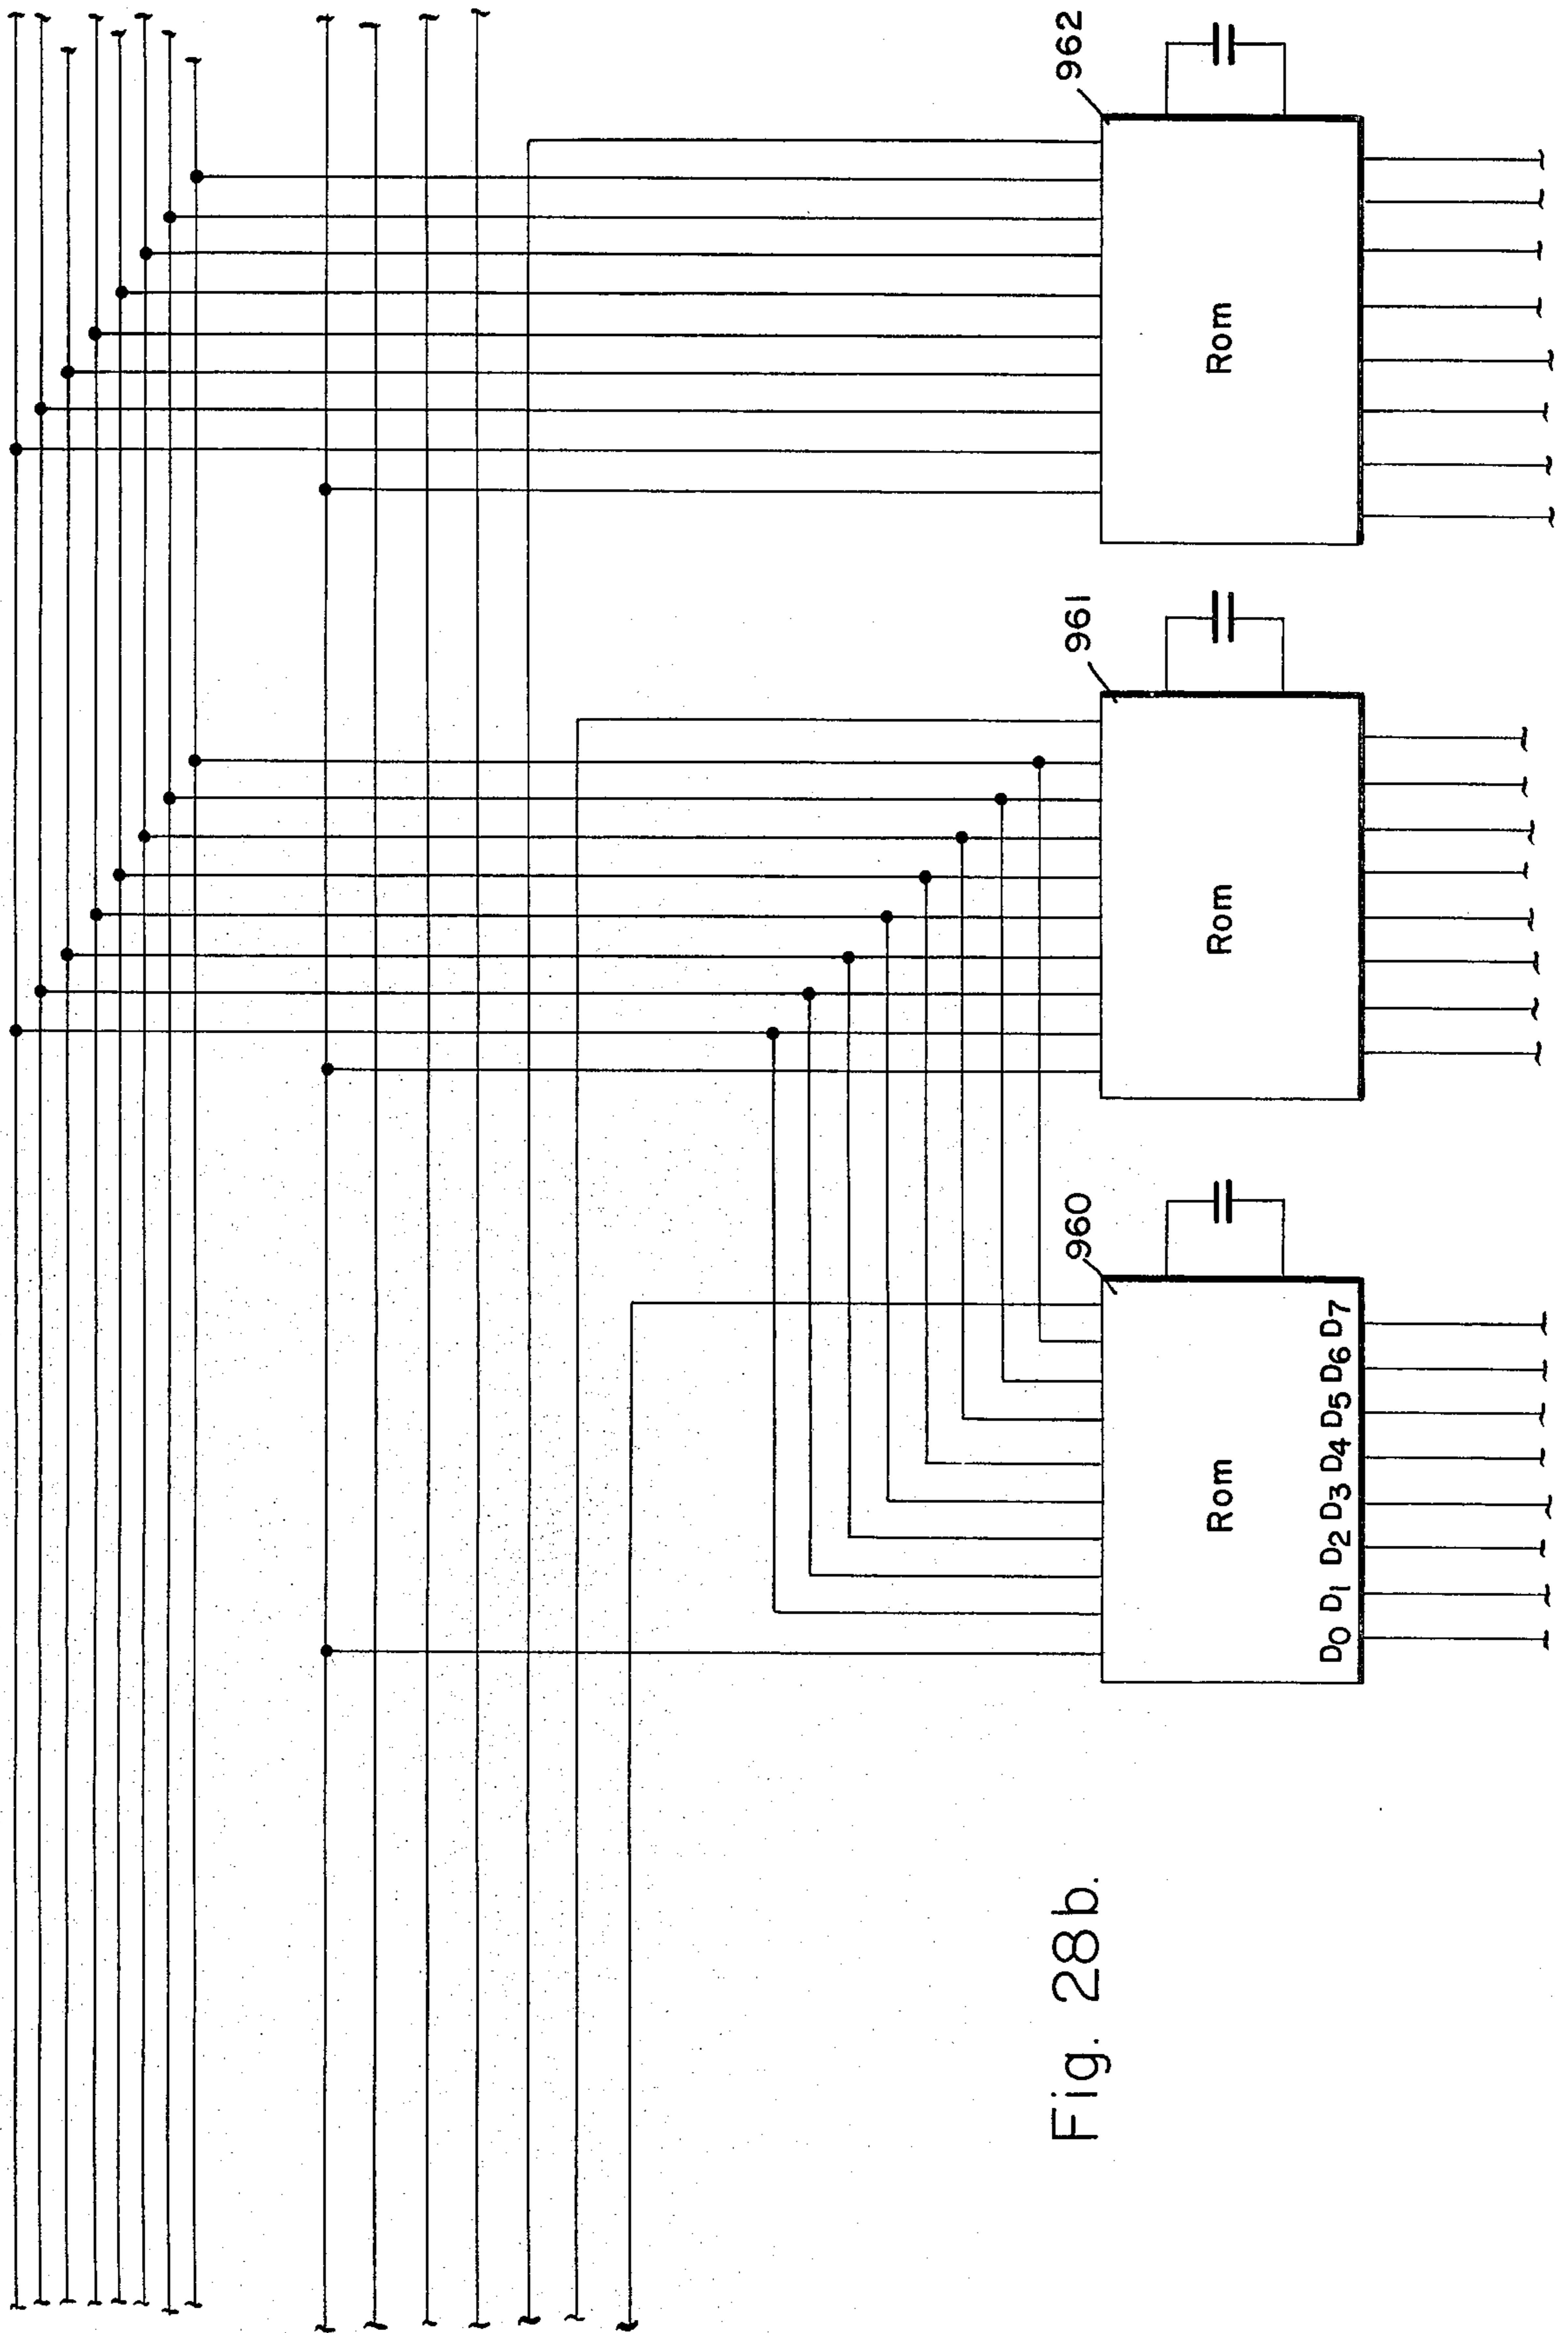 960
961
962
Rom
Rom
Rom
D0 D1 D2 D3 D4 D5 D6 D7
Fig. 28b.